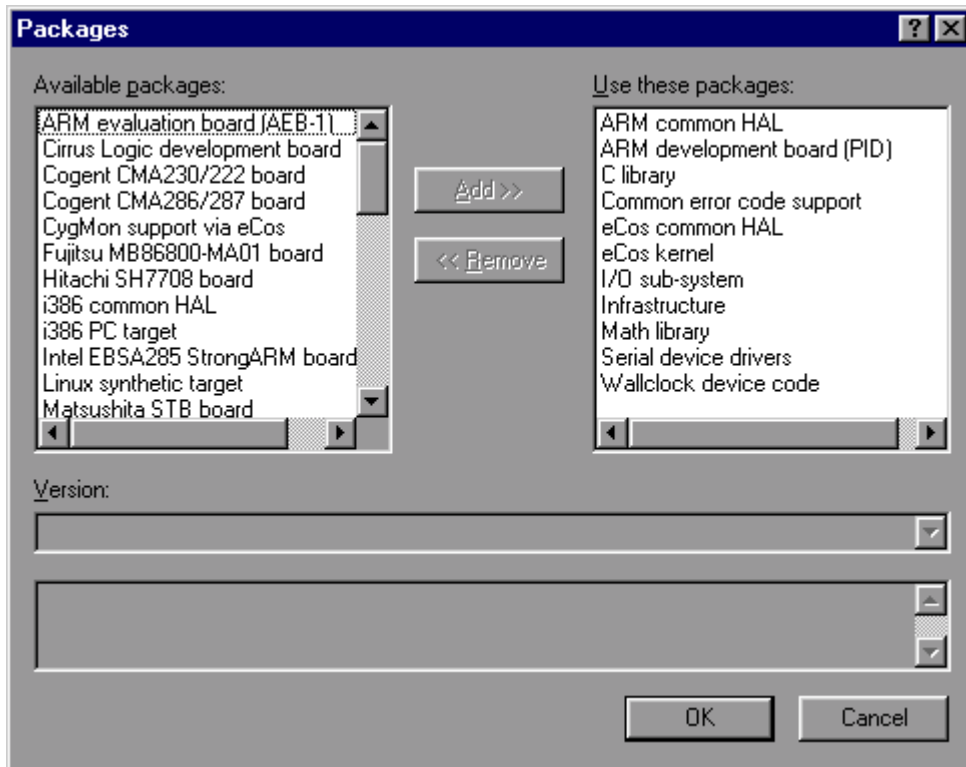 Packages
Available packages:
ARM evaluation board (AEB-1)
Cirrus Logic development board
Cogent CMA230/222 board
Cogent CMA286/287 board
CygMon support via eCos
Fujitsu MB86800-MA01 board
Hitachi SH7708 board
i386 common HAL
i386 PC target
Intel EBSA285 StrongARM board
Linux synthetic target
Matsushita STB board
Add >>
<< Remove
Use these packages:
ARM common HAL
ARM development board (PID)
C library
Common error code support
eCos common HAL
eCos kernel
I/O sub-system
Infrastructure
Math library
Serial device drivers
Wallclock device code
Version:
OK
Cancel